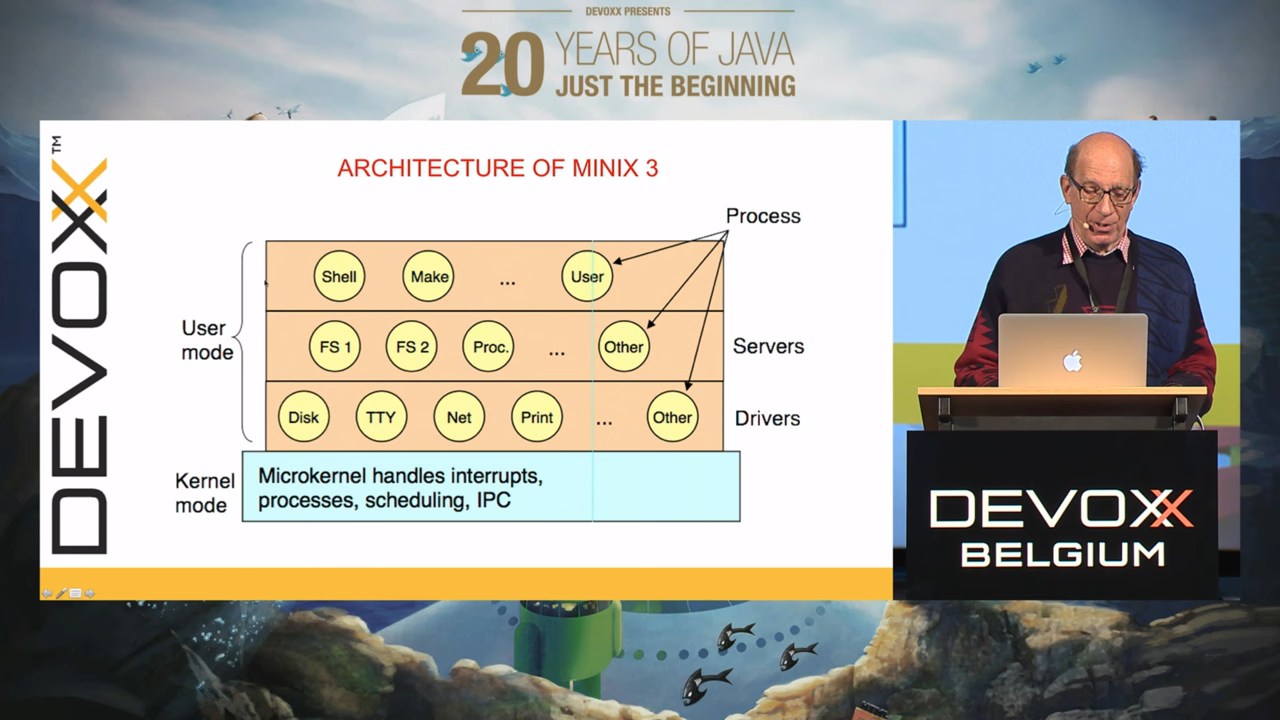 DEVOXX PRESENTS
20 YEARS OF JAVA
JUST THE BEGINNING
DEVOXX™
ARCHITECTURE OF MINIX 3
Process
Shell
Make
...
User
User
mode
FS 1
FS 2
Proc.
...
Other
Servers
Disk
TTY
Net
Print
...
Other
Drivers
Kernel
mode
Microkernel handles interrupts,
processes, scheduling, IPC
DEVOXX
BELGIUM